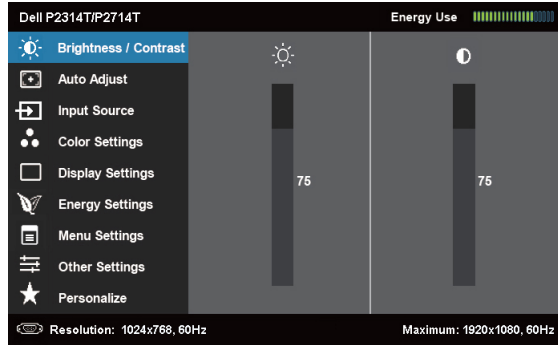 Dell P2314T/P2714T Energy Use
Brightness / Contrast
Auto Adjust
Input Source
Color Settings
Display Settings
75 75
Energy Settings
Menu Settings
Other Settings
Personalize
Resolution: 1024x768, 60Hz Maximum: 1920x1080, 60Hz